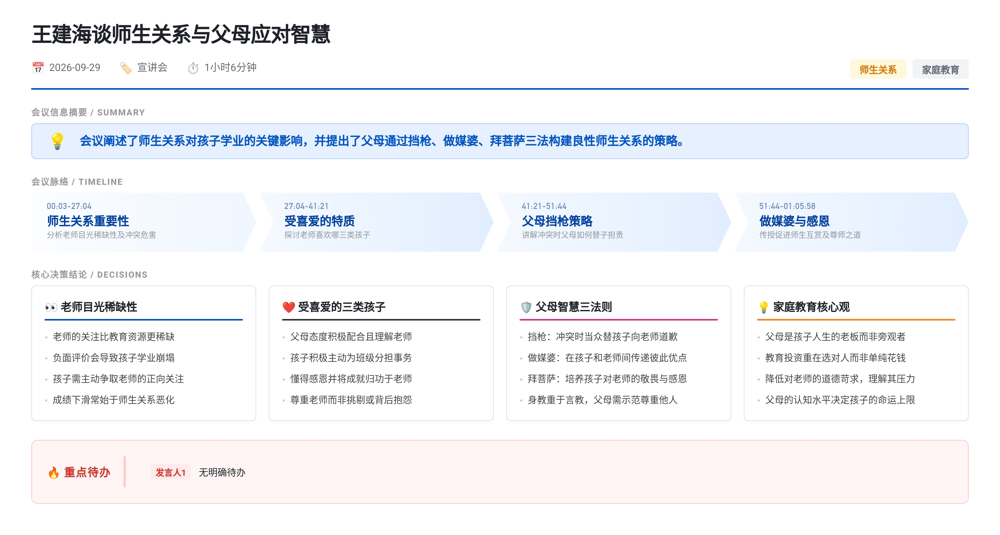 王建海谈师生关系与父母应对智慧
2026-09-29 宣讲会 1小时6分钟 师生关系 家庭教育
会议信息摘要 / SUMMARY
会议阐述了师生关系对孩子学业的关键影响，并提出了父母通过挡枪、做媒婆、拜菩萨三法构建良性师生关系的策略。
会议脉络 / TIMELINE
00:03-27:04
师生关系重要性
分析老师目光稀缺性及冲突危害
27:04-41:21
受喜爱的特质
探讨老师喜欢哪三类孩子
41:21-51:44
父母挡枪策略
讲解冲突时父母如何替子担责
51:44-01:05:58
做媒婆与感恩
传授促进师生互赏及尊师之道
核心决策结论 / DECISIONS
老师目光稀缺性
老师的关注比教育资源更稀缺
负面评价会导致孩子学业崩塌
孩子需主动争取老师的正向关注
成绩下滑常始于师生关系恶化
受喜爱的三类孩子
父母态度积极配合且理解老师
孩子积极主动为班级分担事务
懂得感恩并将成就归功于老师
尊重老师而非挑剔或背后抱怨
父母智慧三法则
挡枪：冲突时当众替孩子向老师道歉
做媒婆：在孩子和老师间传递彼此优点
拜菩萨：培养孩子对老师的敬畏与感恩
身教重于言教，父母需示范尊重他人
家庭教育核心观
父母是孩子人生的老板而非旁观者
教育投资重在选对人而非单纯花钱
降低对老师的道德苛求，理解其压力
父母的认知水平决定孩子的命运上限
重点待办
发言人1 无明确待办